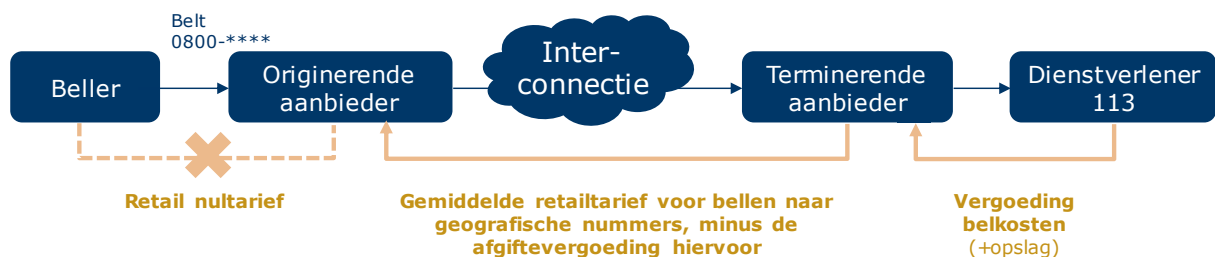 Belt
0800-****
Beller
Originerende
aanbieder
Inter-
connectie
Terminerende
aanbieder
Dienstverlener
113
Retail nultarief
Gemiddelde retailtarief voor bellen naar
geografische nummers, minus de
afgiftevergoeding hiervoor
Vergoeding
belkosten
(+opslag)